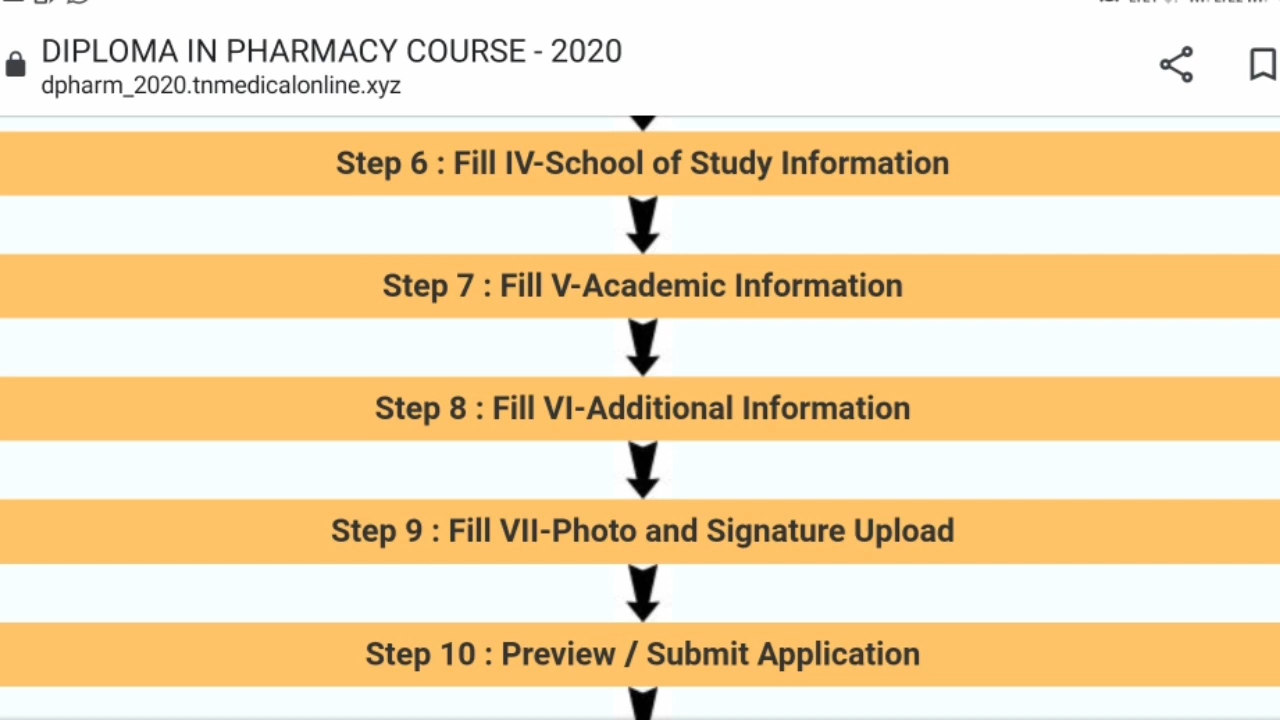 DIPLOMA IN PHARMACY COURSE - 2020
dpharm_2020.tnmedicalonline.xyz
Step 6 : Fill IV-School of Study Information
Step 7 : Fill V-Academic Information
Step 8 : Fill VI-Additional Information
Step 9 : Fill VII-Photo and Signature Upload
Step 10 : Preview / Submit Application